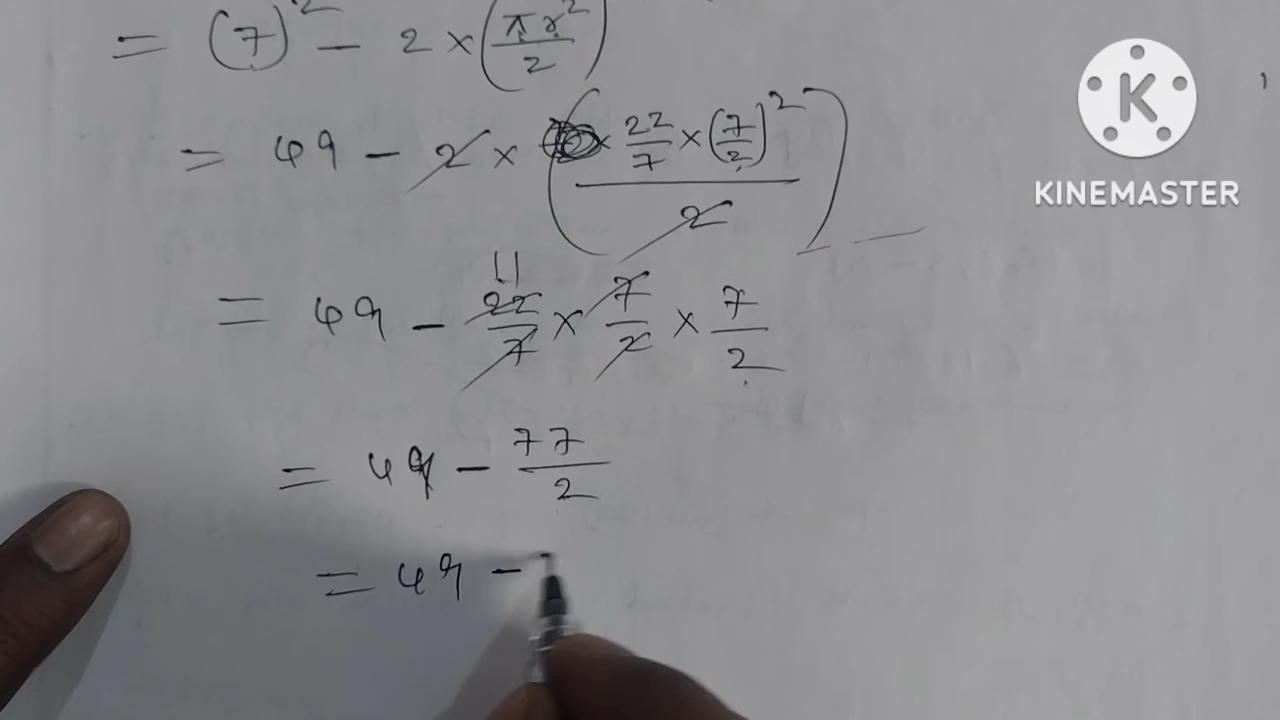 = (7)² - 2 × (πr²/2)
= 49 - 2 × (× 22/7 × (7/2)² / 2)
= 49 - 22/7 × 7/2 × 7/2
11
= 49 - 77/2
= 49 -
K
KINEMASTER